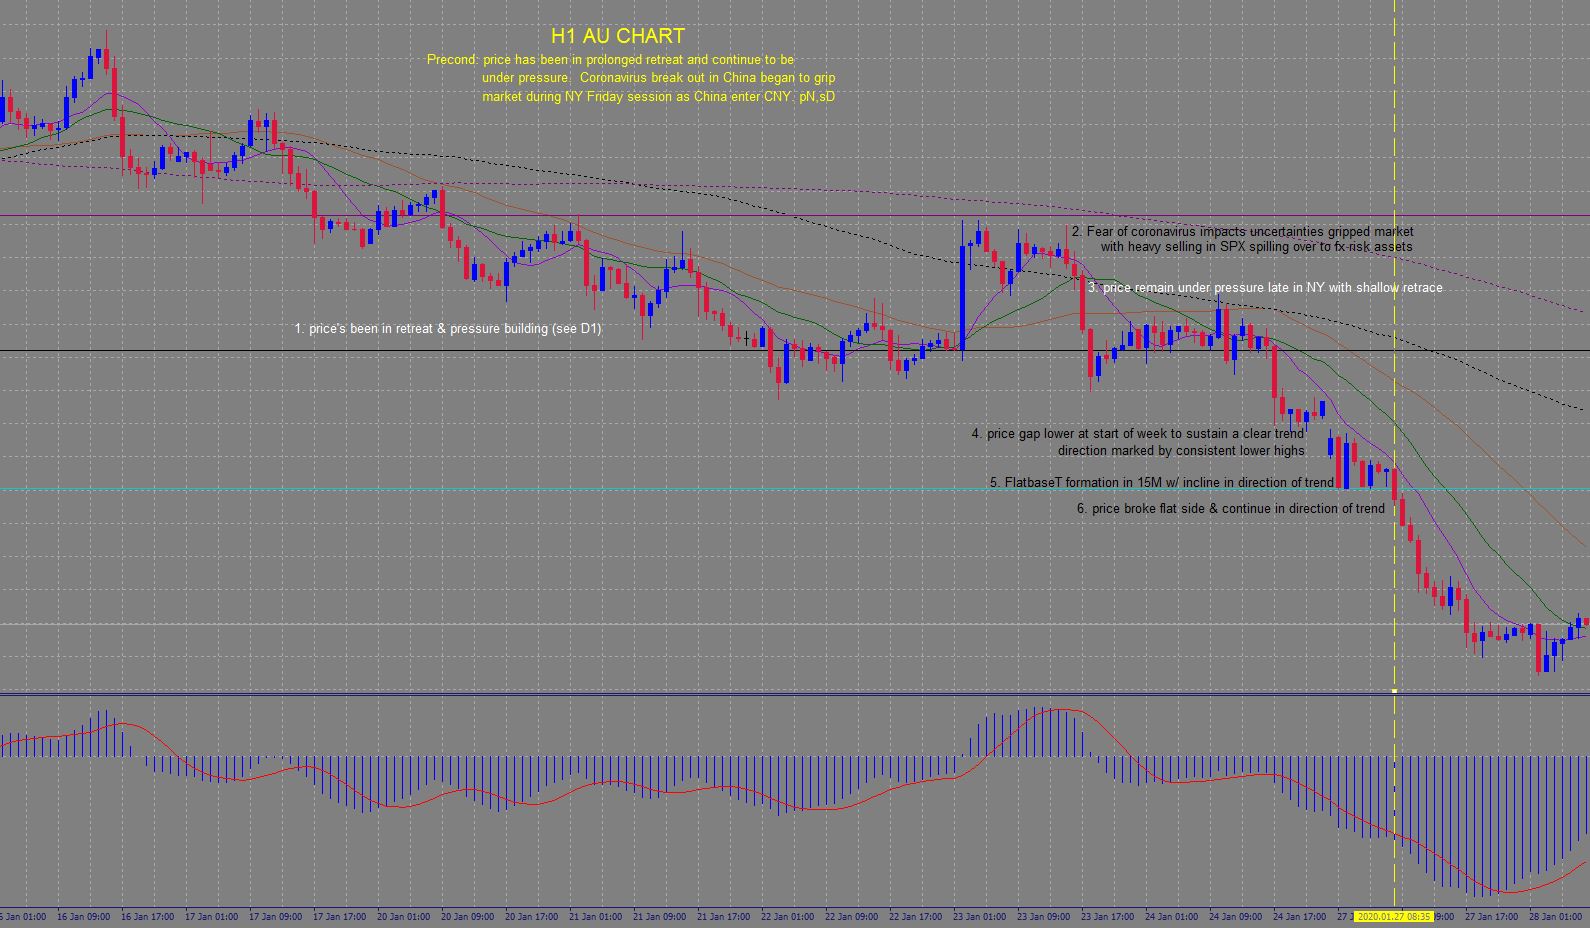 H1 AU CHART
Precond: price has been in prolonged retreat and continue to be
under pressure. Coronavirus break out in China began to grip
market during NY Friday session as China enter CNY. pN,sD
2. Fear of coronavirus impacts uncertainties gripped market
with heavy selling in SPX spilling over to fx-risk assets
3. price remain under pressure late in NY with shallow retrace
1. price's been in retreat & pressure building (see D1)
4. price gap lower at start of week to sustain a clear trend
direction marked by consistent lower highs
5. FlatbaseT formation in 15M w/ incline in direction of trend
6. price broke flat side & continue in direction of trend
Jan 01:00 16 Jan 09:00 16 Jan 17:00 17 Jan 01:00 17 Jan 09:00 17 Jan 17:00 20 Jan 01:00 20 Jan 09:00 20 Jan 17:00 21 Jan 01:00 21 Jan 09:00 21 Jan 17:00 22 Jan 01:00 22 Jan 09:00 22 Jan 17:00 23 Jan 01:00 23 Jan 09:00 23 Jan 17:00 24 Jan 01:00 24 Jan 09:00 24 Jan 17:00 27 2020.01.27 08:35 09:00 27 Jan 17:00 28 Jan 01:00